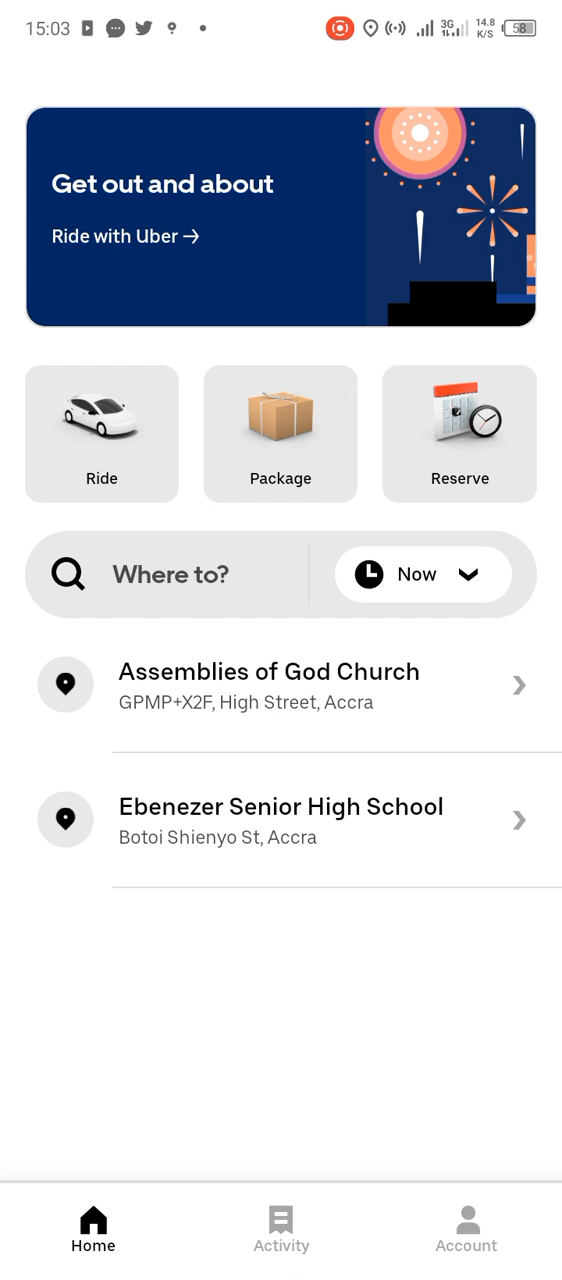 15:03
3G
14.8
K/S
58
Get out and about
Ride with Uber →
Ride
Package
Reserve
Where to?
Now
Assemblies of God Church
GPMP+X2F, High Street, Accra
Ebenezer Senior High School
Botoi Shienyo St, Accra
Home
Activity
Account